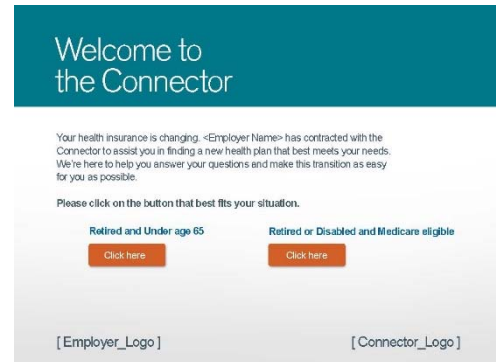 Welcome to
the Connector
Your health insurance is changing. <Employer Name> has contracted with the
Connector to assist you in finding a new health plan that best meets your needs.
We're here to help you answer your questions and make this transition as easy
for you as possible.
Please click on the button that best fits your situation.
Retired and Under age 65
Click here
Retired or Disabled and Medicare eligible
Click here
[ Employer_Logo ]
[ Connector_Logo ]